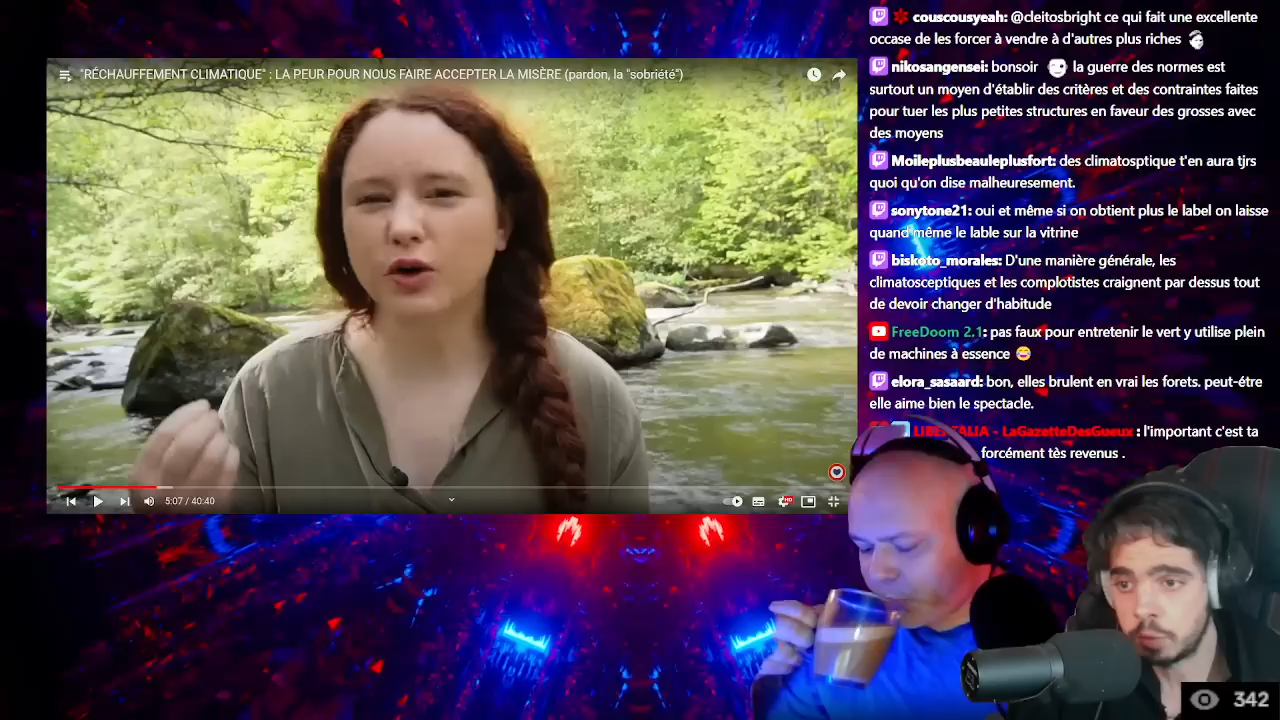 "RÉCHAUFFEMENT CLIMATIQUE" : LA PEUR POUR NOUS FAIRE ACCEPTER LA MISÈRE (pardon, la "sobriété")
5:07 / 40:40
HD
couscousyeah: @cleitosbright ce qui fait une excellente
occase de les forcer à vendre à d'autres plus riches
nikosangensei: bonsoir la guerre des normes est
surtout un moyen d'établir des critères et des contraintes faites
pour tuer les plus petites structures en faveur des grosses avec
des moyens
Moileplusbeauleplusfort: des climatosptique t'en aura tjrs
quoi qu'on dise malheuresement.
sonytone21: oui et même si on obtient plus le label on laisse
quand même le lable sur la vitrine
biskoto_morales: D'une manière générale, les
climatosceptiques et les complotistes craignent par dessus tout
de devoir changer d'habitude
FreeDoom 2.1: pas faux pour entretenir le vert y utilise plein
de machines à essence
elora_sasaard: bon, elles brulent en vrai les forets. peut-étre
elle aime bien le spectacle.
LaGazetteDesGueux : l'important c'est ta
forcément tès revenus .
342